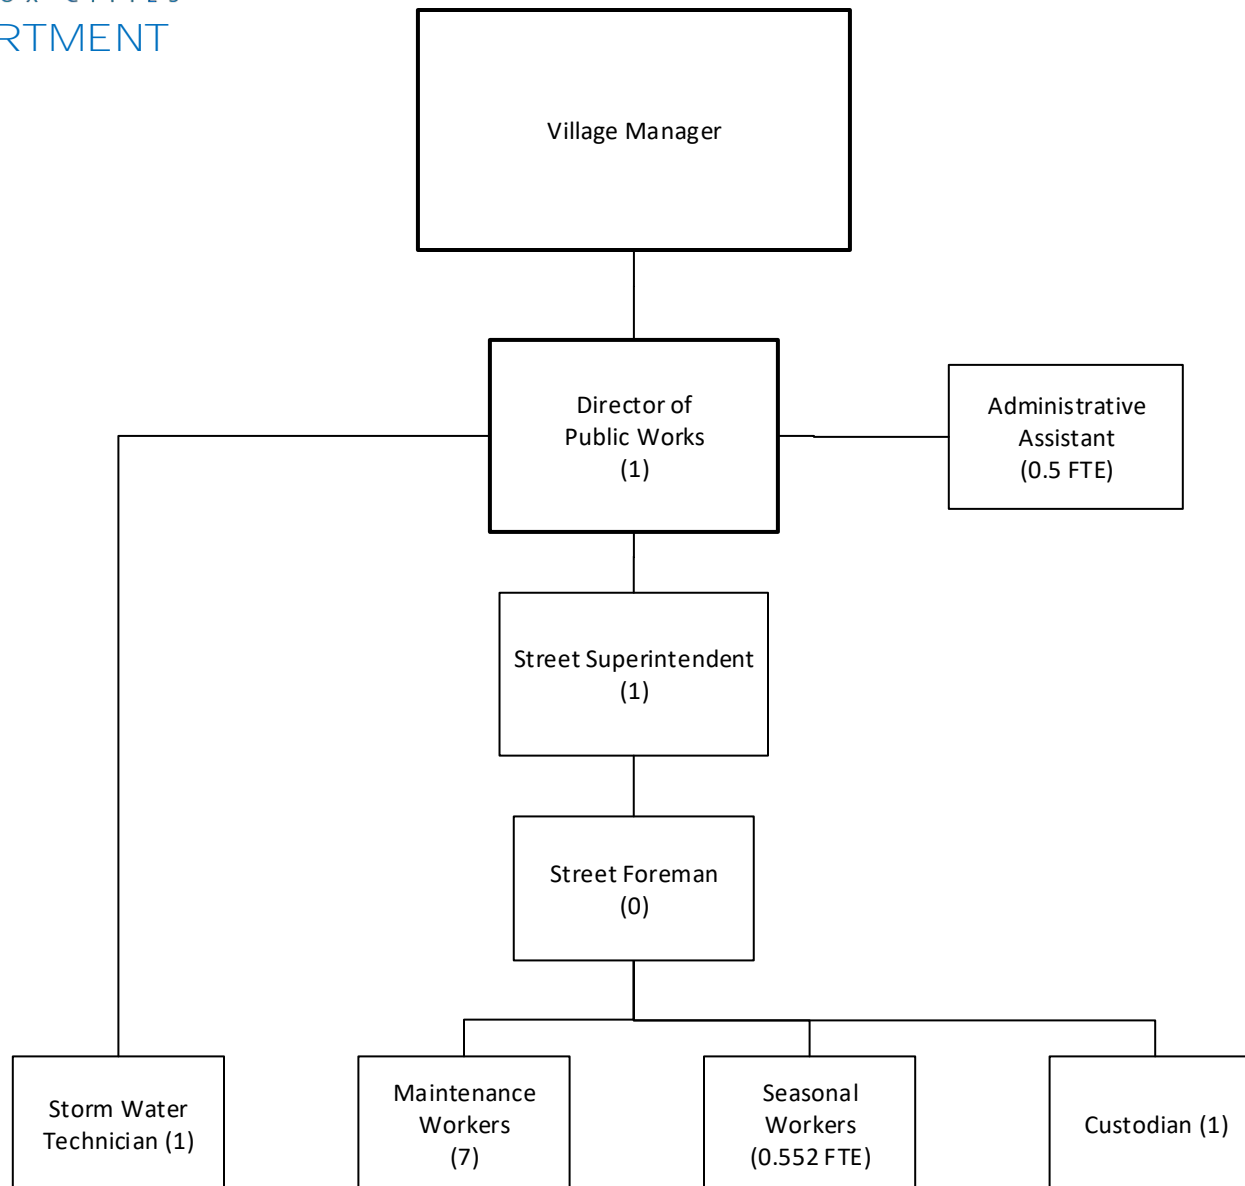 Village Manager
Director of
Public Works
(1)
Administrative
Assistant
(0.5 FTE)
Street Superintendent
(1)
Street Foreman
(0)
Storm Water
Technician (1)
Maintenance
Workers
(7)
Seasonal
Workers
(0.552 FTE)
Custodian (1)